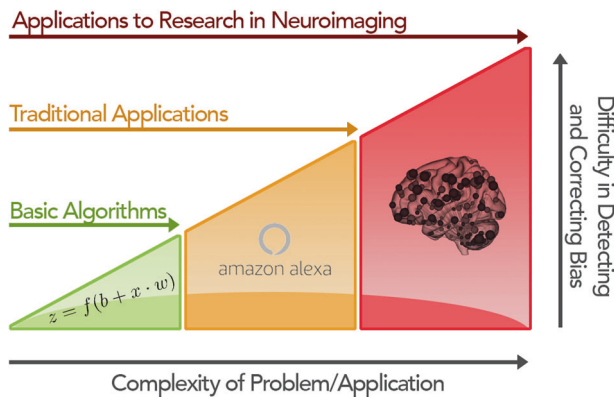 Applications to Research in Neuroimaging
Traditional Applications
Basic Algorithms
z = f(b + x · w)
amazon alexa
Difficulty in Detecting
and Correcting Bias
Complexity of Problem/Application